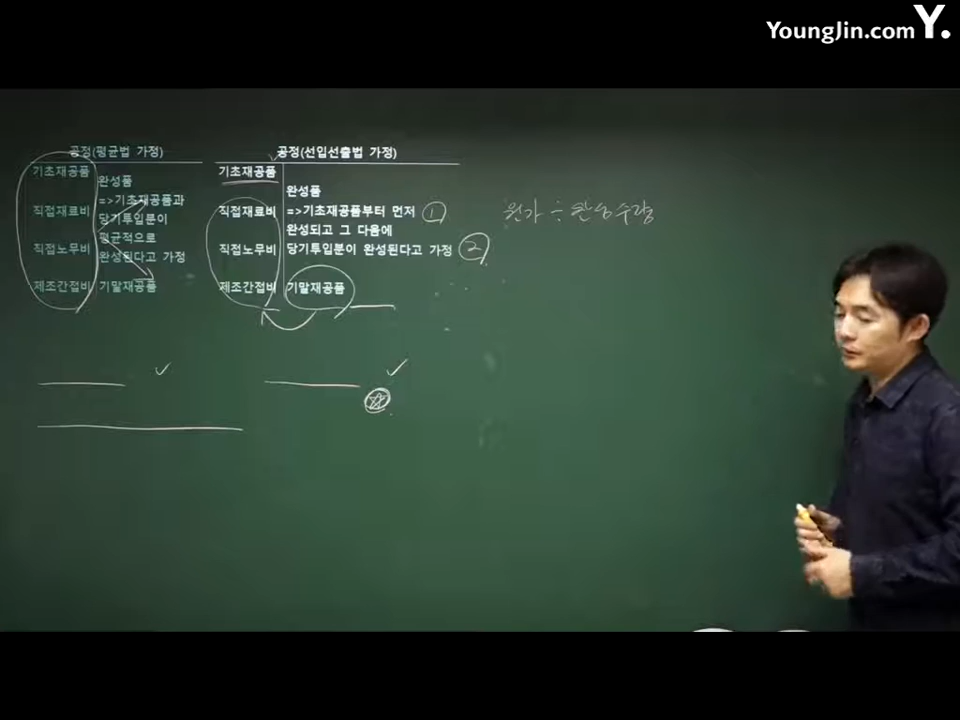 YoungJin.com Y.
공정(평균법 가정)
기초재공품
직접재료비
직접노무비
제조간접비
완성품
=>기초재공품과
당기투입분이
평균적으로
완성된다고 가정
기말재공품
공정(선입선출법 가정)
기초재공품
직접재료비
직접노무비
제조간접비
완성품
=>기초재공품부터 먼저 ①
완성되고 그 다음에
당기투입분이 완성된다고 가정 ②
기말재공품
원가 ÷ 완성수량